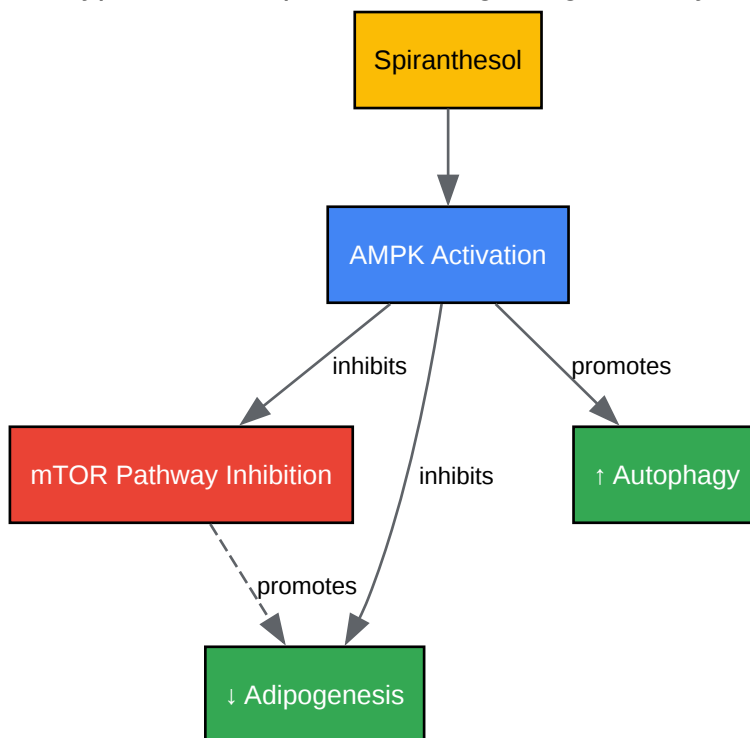 Spiranthesol
AMPK Activation
inhibits
promotes
inhibits
mTOR Pathway Inhibition
↑ Autophagy
promotes
↓ Adipogenesis